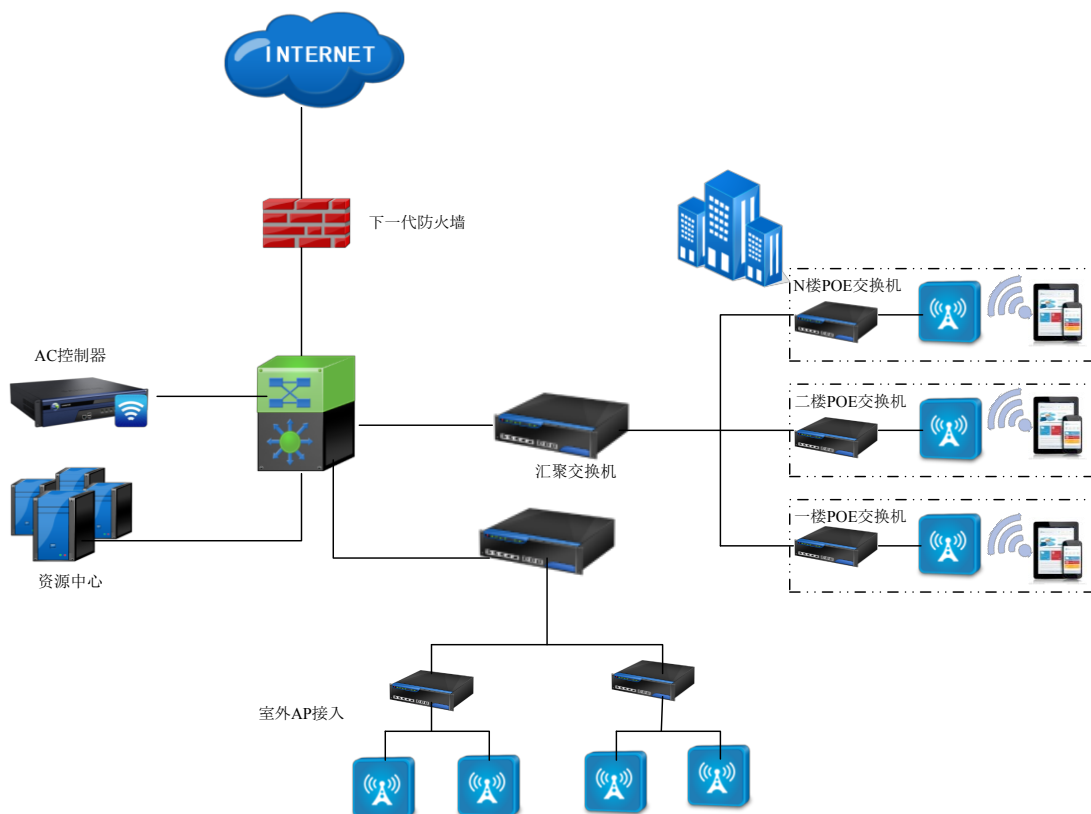 INTERNET
下一代防火墙
N楼POE交换机
AC控制器
二楼POE交换机
汇聚交换机
一楼POE交换机
资源中心
室外AP接入